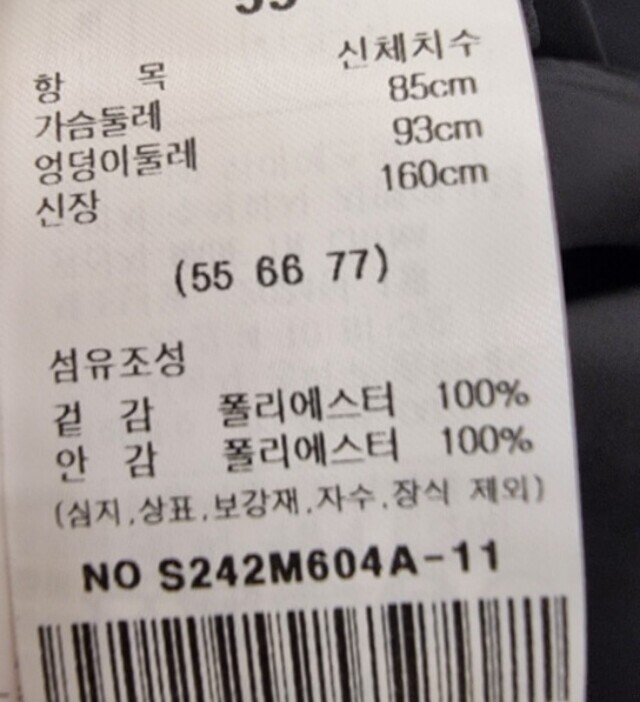 55
항 목 신체치수
가슴둘레 85cm
엉덩이둘레 93cm
신장 160cm
(55 66 77)
섬유조성
겉 감 폴리에스터 100%
안 감 폴리에스터 100%
(심지,상표,보강재,자수,장식 제외)
NO S242M604A-11